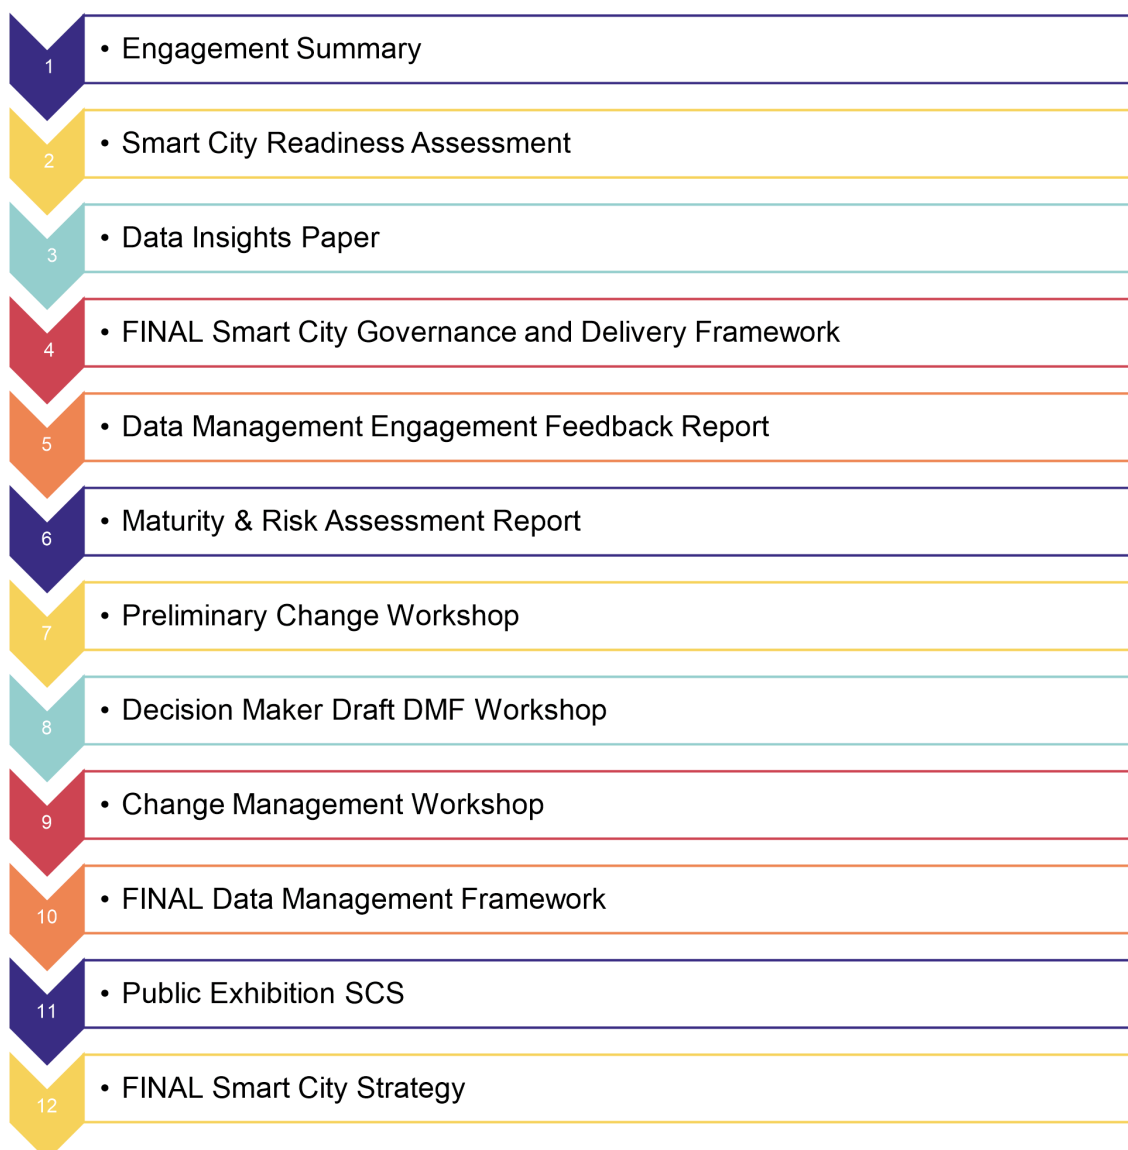 1
• Engagement Summary
2
• Smart City Readiness Assessment
3
• Data Insights Paper
4
• FINAL Smart City Governance and Delivery Framework
5
• Data Management Engagement Feedback Report
6
• Maturity & Risk Assessment Report
7
• Preliminary Change Workshop
8
• Decision Maker Draft DMF Workshop
9
• Change Management Workshop
10
• FINAL Data Management Framework
11
• Public Exhibition SCS
12
• FINAL Smart City Strategy